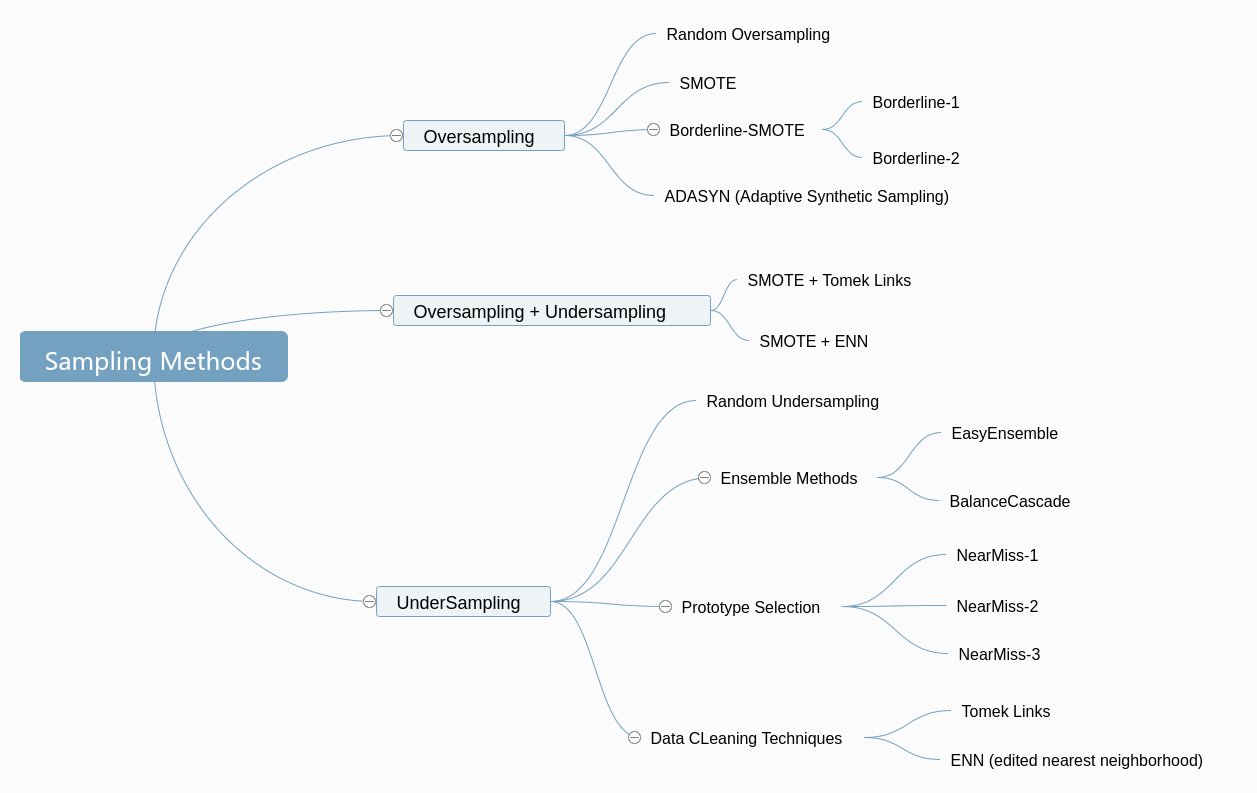 Sampling Methods
Oversampling
Random Oversampling
SMOTE
Borderline-SMOTE
Borderline-1
Borderline-2
ADASYN (Adaptive Synthetic Sampling)
Oversampling + Undersampling
SMOTE + Tomek Links
SMOTE + ENN
UnderSampling
Random Undersampling
Ensemble Methods
EasyEnsemble
BalanceCascade
Prototype Selection
NearMiss-1
NearMiss-2
NearMiss-3
Data CLeaning Techniques
Tomek Links
ENN (edited nearest neighborhood)